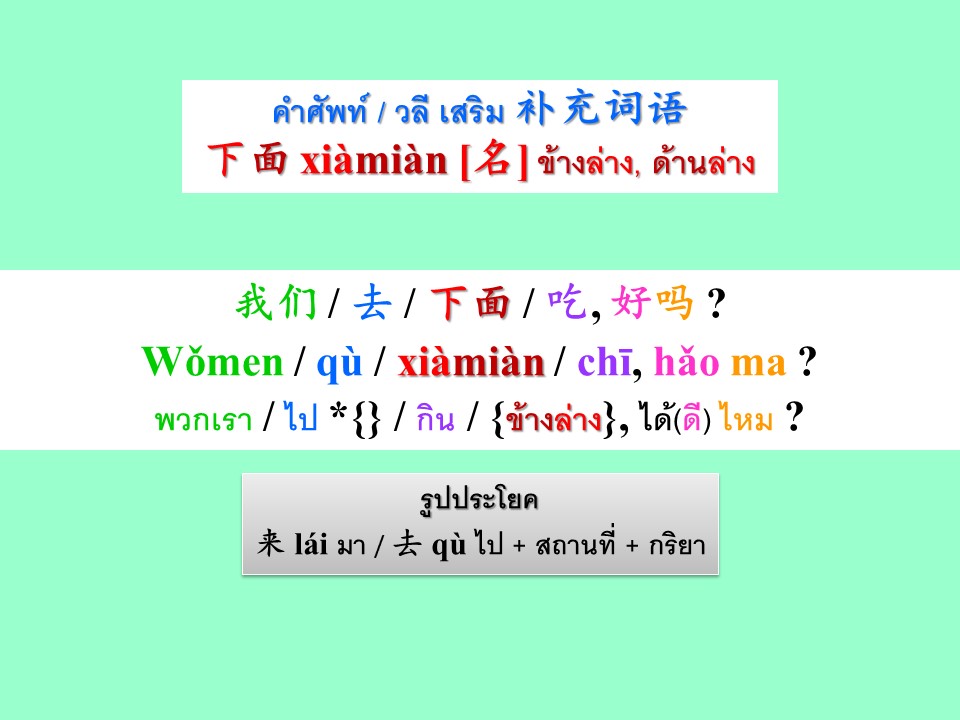 คำศัพท์ / วลี เสริม 补充词语
下面 xiàmiàn [名] ข้างล่าง, ด้านล่าง
我们 / 去 / 下面 / 吃, 好吗 ?
Wǒmen / qù / xiàmiàn / chī, hǎo ma ?
พวกเรา / ไป *{} / กิน / {ข้างล่าง}, ได้(ดี) ไหม ?
รูปประโยค
来 lái มา / 去 qù ไป + สถานที่ + กริยา